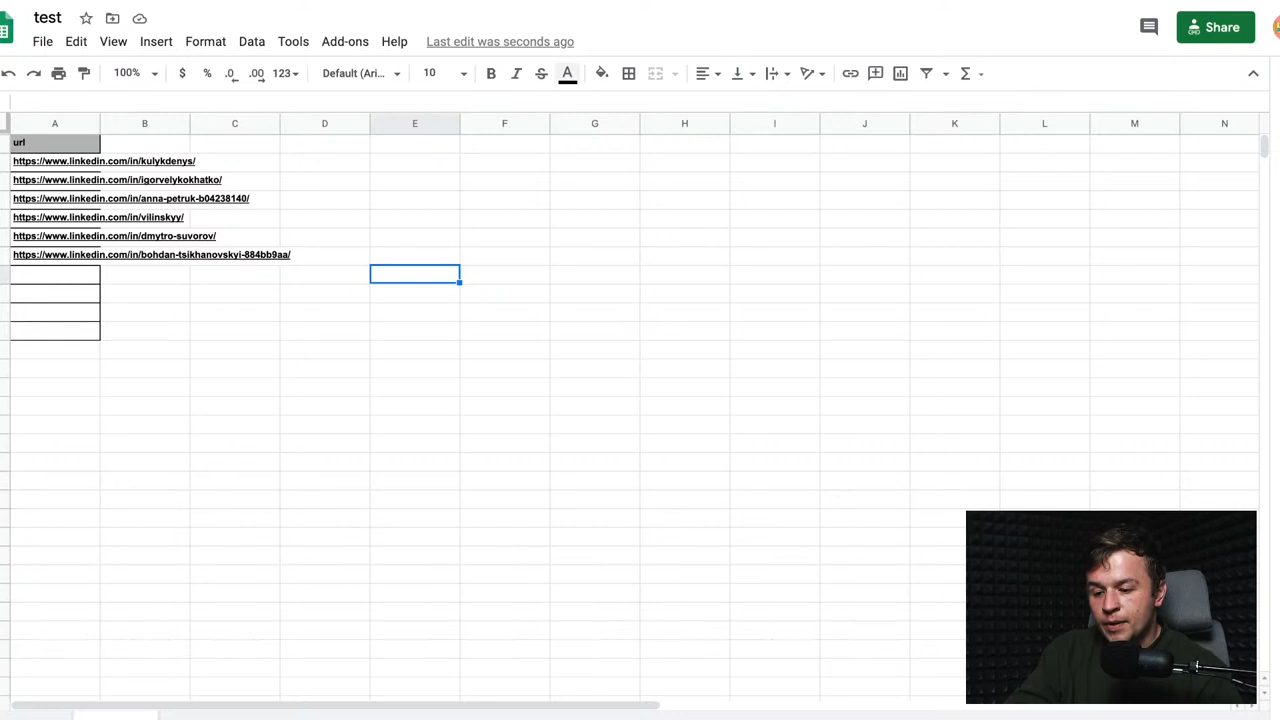 test
File Edit View Insert Format Data Tools Add-ons Help Last edit was seconds ago
Share
100% $ % .0 .00 123 Default (Ari... 10 B I S A Σ
A B C D E F G H I J K L M N
url
https://www.linkedin.com/in/kulykdenys/
https://www.linkedin.com/in/igorvelykokhatko/
https://www.linkedin.com/in/anna-petruk-b04238140/
https://www.linkedin.com/in/vilinskyy/
https://www.linkedin.com/in/dmytro-suvorov/
https://www.linkedin.com/in/bohdan-tsikhanovskyi-884bb9aa/